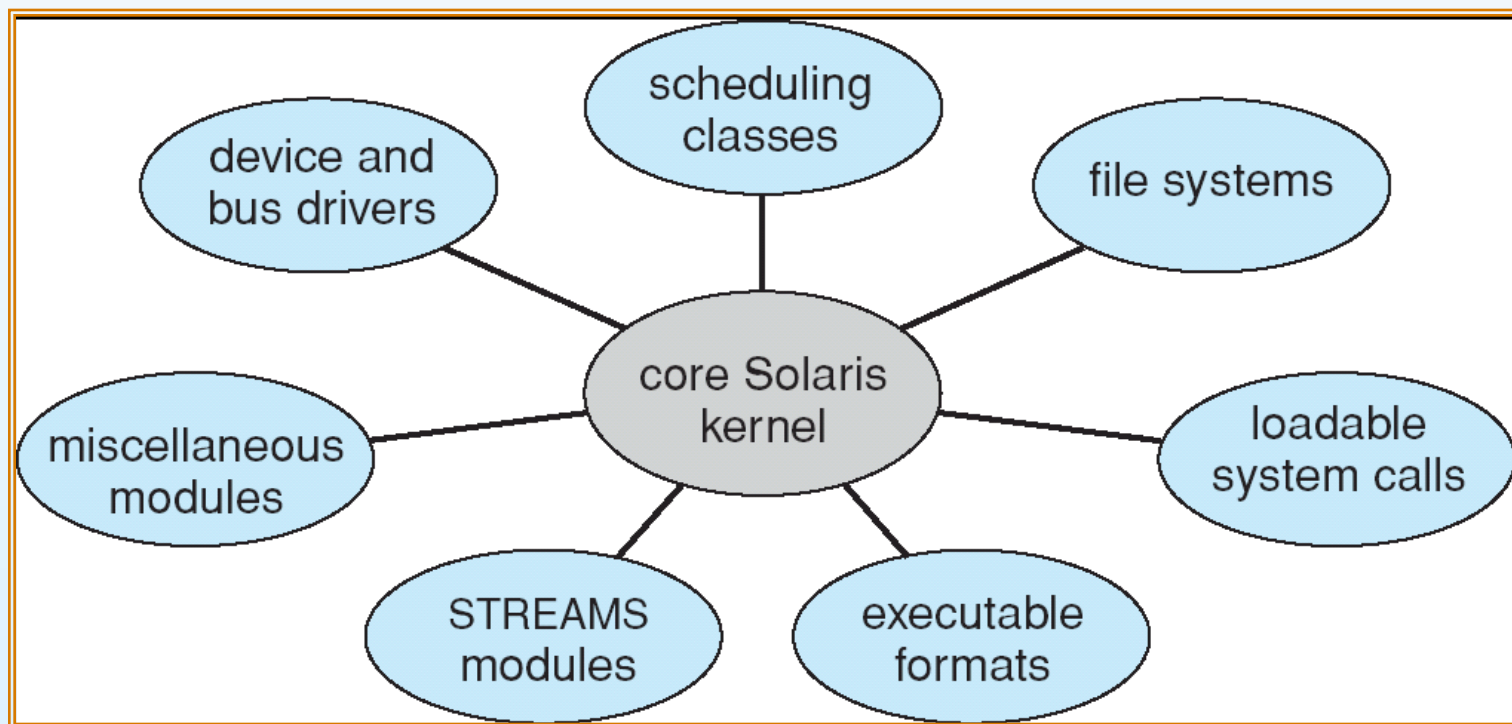 scheduling
classes
device and
bus drivers
file systems
core Solaris
kernel
loadable
system calls
miscellaneous
modules
STREAMS
modules
executable
formats